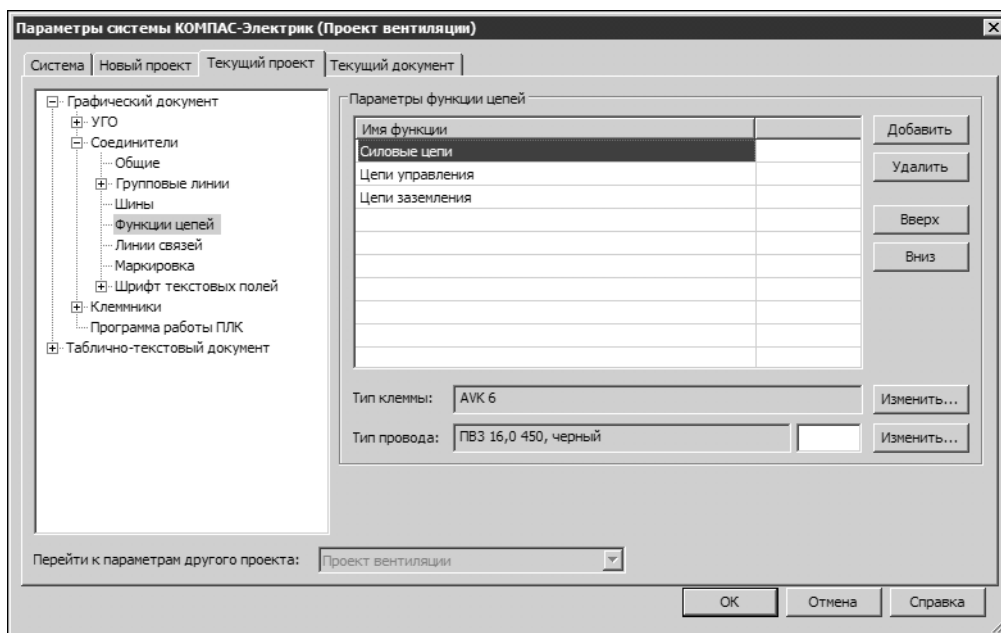 Параметры системы КОМПАС-Электрик (Проект вентиляции)
Система Новый проект Текущий проект Текущий документ
Графический документ
УГО
Соединители
Общие
Групповые линии
Шины
Функции цепей
Линии связей
Маркировка
Шрифт текстовых полей
Клеммники
Программа работы ПЛК
Таблично-текстовый документ
Параметры функции цепей
Имя функции
Силовые цепи
Цепи управления
Цепи заземления
Добавить
Удалить
Вверх
Вниз
Тип клеммы: AVK 6 Изменить...
Тип провода: ПВ3 16,0 450, черный Изменить...
Перейти к параметрам другого проекта: Проект вентиляции
OK Отмена Справка